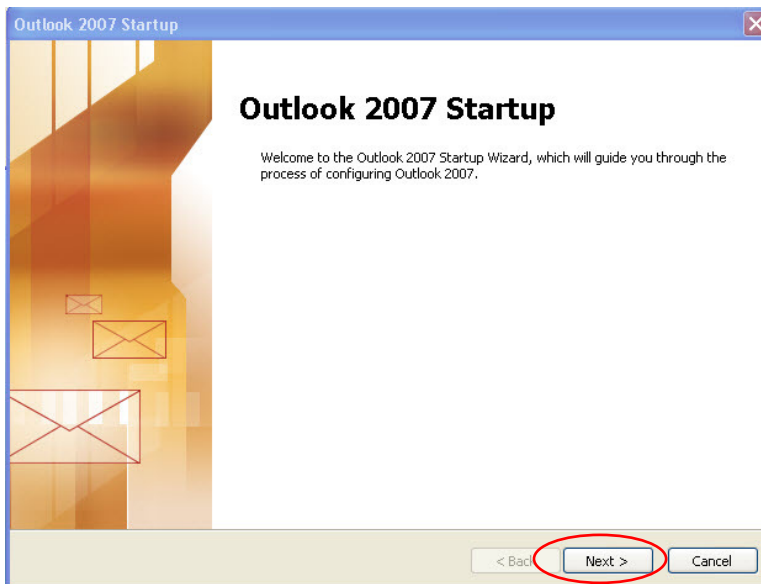 Outlook 2007 Startup
Outlook 2007 Startup
Welcome to the Outlook 2007 Startup Wizard, which will guide you through the
process of configuring Outlook 2007.
< Back Next > Cancel